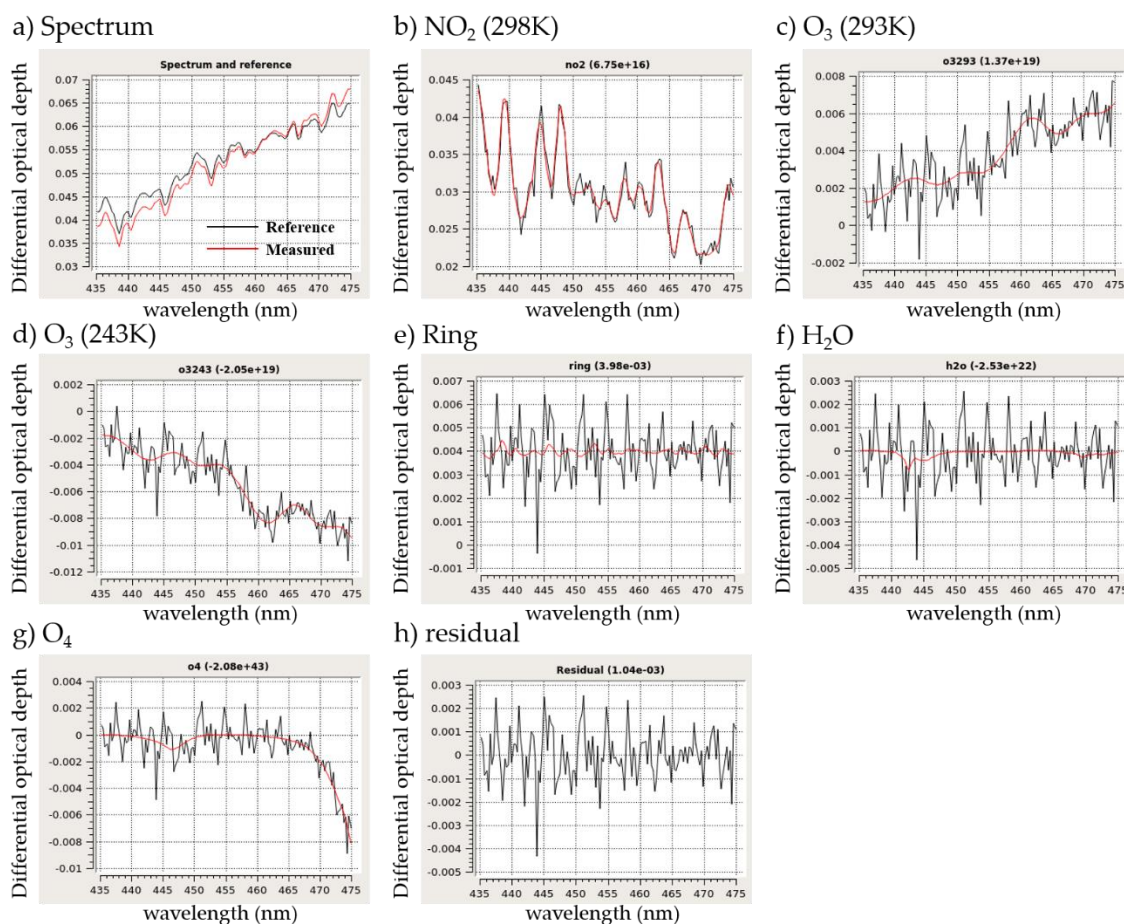 a) Spectrum
b) NO₂ (298K)
c) O₃ (293K)
Spectrum and reference
no2 (6.75e+16)
o3293 (1.37e+19)
Differential optical depth
0.07
0.065
0.06
0.055
0.05
0.045
0.04
0.035
0.03
Reference
Measured
435 440 445 450 455 460 465 470 475
wavelength (nm)
Differential optical depth
0.045
0.04
0.035
0.03
0.025
0.02
435 440 445 450 455 460 465 470 475
wavelength (nm)
Differential optical depth
0.008
0.006
0.004
0.002
0
-0.002
435 440 445 450 455 460 465 470 475
wavelength (nm)
d) O₃ (243K)
e) Ring
f) H₂O
o3243 (-2.05e+19)
ring (3.98e-03)
h2o (-2.53e+22)
Differential optical depth
0.002
0
-0.002
-0.004
-0.006
-0.008
-0.01
-0.012
435 440 445 450 455 460 465 470 475
wavelength (nm)
Differential optical depth
0.007
0.006
0.005
0.004
0.003
0.002
0.001
0
-0.001
435 440 445 450 455 460 465 470 475
wavelength (nm)
Differential optical depth
0.003
0.002
0.001
-0
-0.001
-0.002
-0.003
-0.004
-0.005
435 440 445 450 455 460 465 470 475
wavelength (nm)
g) O₄
h) residual
o4 (-2.08e+43)
Residual (1.04e-03)
Differential optical depth
0.004
0.002
0
-0.002
-0.004
-0.006
-0.008
-0.01
435 440 445 450 455 460 465 470 475
wavelength (nm)
Differential optical depth
0.003
0.002
0.001
0
-0.001
-0.002
-0.003
-0.004
-0.005
435 440 445 450 455 460 465 470 475
wavelength (nm)